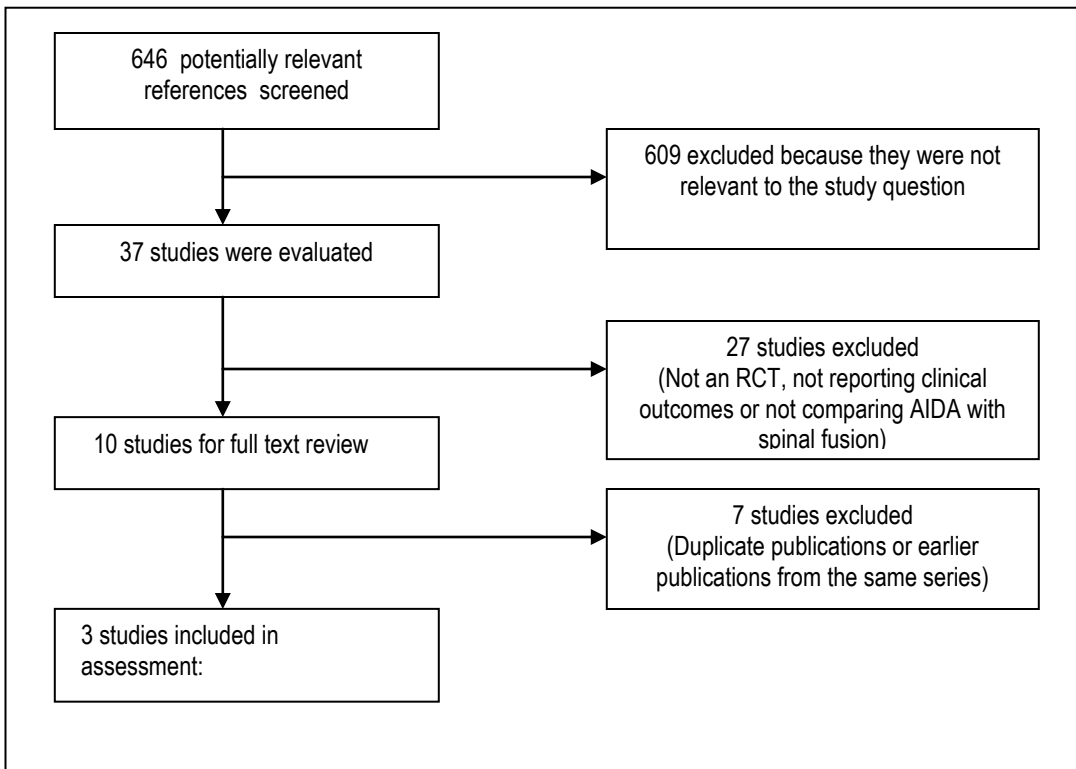 646 potentially relevant
references screened
609 excluded because they were not
relevant to the study question
37 studies were evaluated
27 studies excluded
(Not an RCT, not reporting clinical
outcomes or not comparing AIDA with
spinal fusion)
10 studies for full text review
7 studies excluded
(Duplicate publications or earlier
publications from the same series)
3 studies included in
assessment: